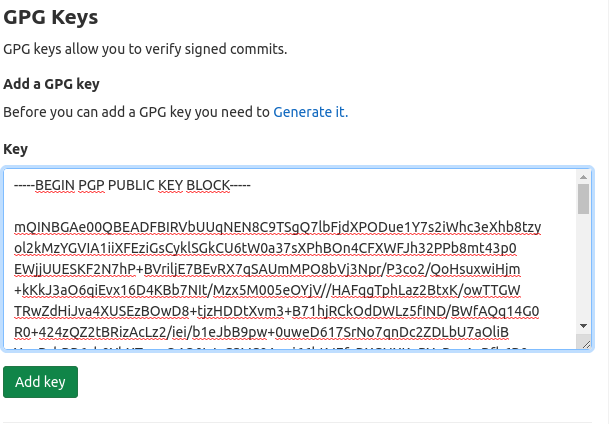 GPG Keys
GPG keys allow you to verify signed commits.
Add a GPG key
Before you can add a GPG key you need to Generate it.
Key
-----BEGIN PGP PUBLIC KEY BLOCK-----
mQINBGAe00QBEADFBIRVbUUqNEN8C9TSgQ7lbFjdXPODue1Y7s2iWhc3eXhb8tzy
ol2kMzYGVIA1iiXFEziGsCyklSGkCU6tW0a37sXPhBOn4CFXWFJh32PPb8mt43p0
EWjjUUESKF2N7hP+BVriljE7BEvRX7qSAUmMPO8bVj3Npr/P3co2/QoHsuxwiHjm
+kKkJ3aO6qiEvx16D4KBb7NIt/Mzx5M005eOYjV//HAFqgTphLaz2BtxK/owTTGW
TRwZdHiJva4XUSEzBOwD8+tjzHDDtXvm3+B71hjRCkOdDWLz5fIND/BWfAQq14G0
R0+424zQZ2tBRizAcLz2/iej/b1eJbB9pw+0uweD617SrNo7qnDc2ZDLbU7aOliB
Add key